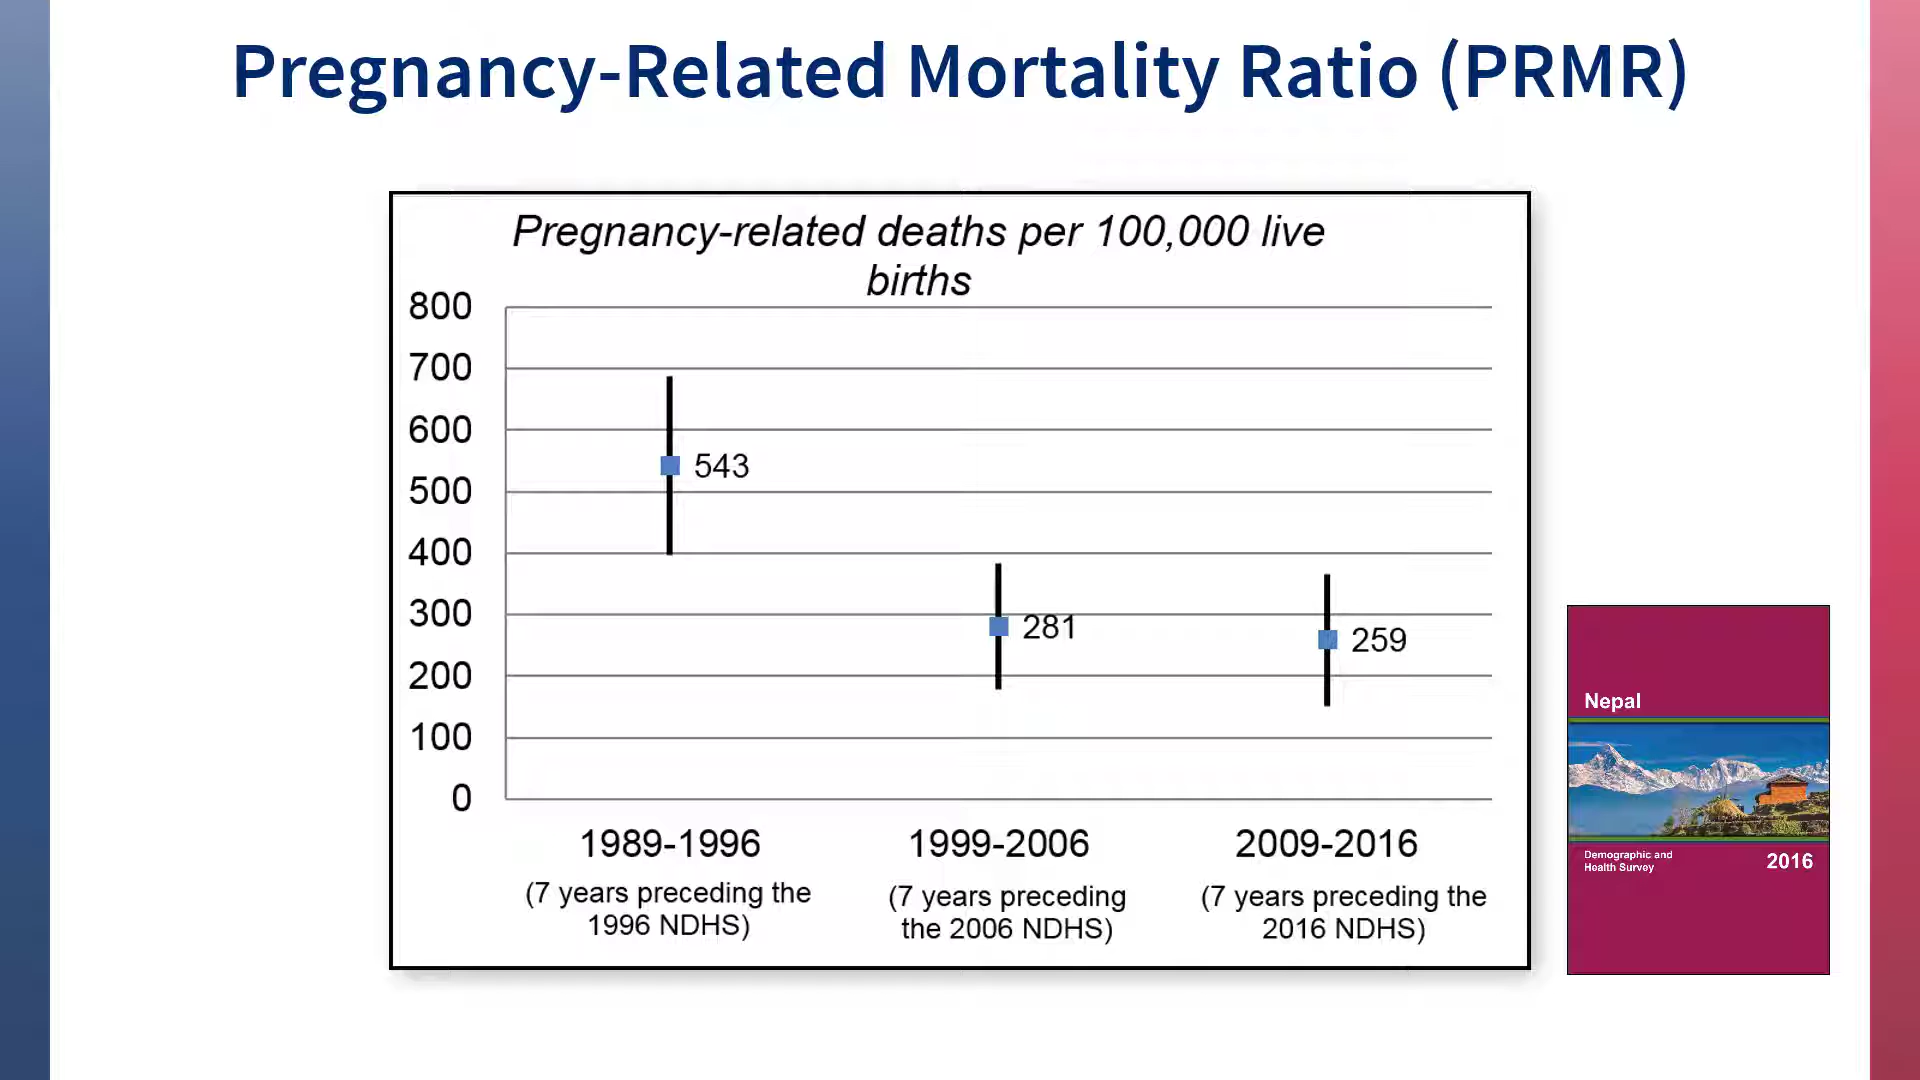 Pregnancy-Related Mortality Ratio (PRMR)
Pregnancy-related deaths per 100,000 live
births
800
700
600
543
500
400
300
281
259
200
100
0
1989-1996
1999-2006
2009-2016
(7 years preceding the
1996 NDHS)
(7 years preceding
the 2006 NDHS)
(7 years preceding the
2016 NDHS)
Nepal
Demographic and
Health Survey
2016